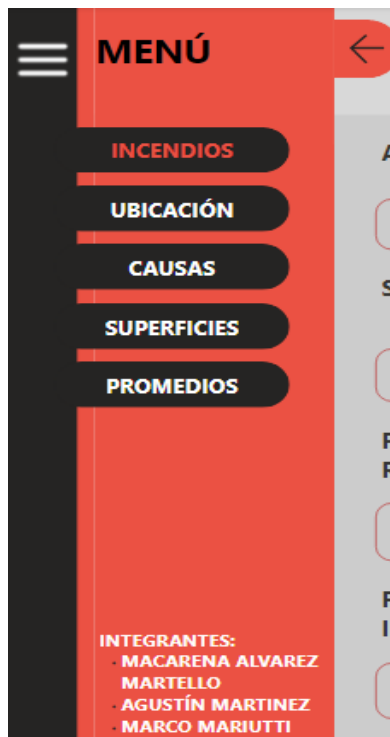 MENÚ
INCENDIOS
UBICACIÓN
CAUSAS
SUPERFICIES
PROMEDIOS
INTEGRANTES:
· MACARENA ALVAREZ
MARTELLO
· AGUSTÍN MARTINEZ
· MARCO MARIUTTI